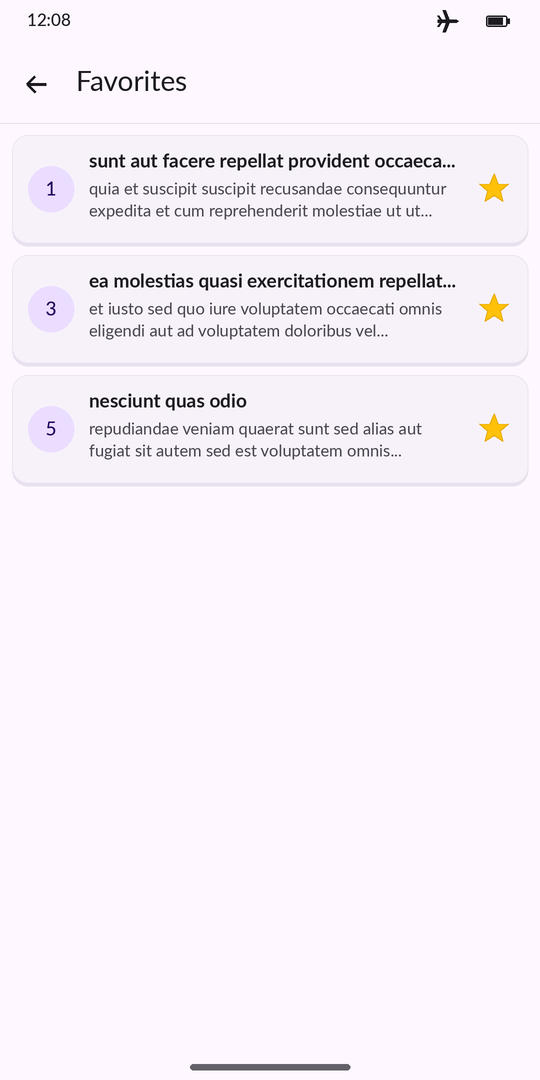 12:08
Favorites
1
sunt aut facere repellat provident occaeca...
quia et suscipit suscipit recusandae consequuntur
expedita et cum reprehenderit molestiae ut ut...
3
ea molestias quasi exercitationem repellat...
et iusto sed quo iure voluptatem occaecati omnis
eligendi aut ad voluptatem doloribus vel...
5
nesciunt quas odio
repudiandae veniam quaerat sunt sed alias aut
fugiat sit autem sed est voluptatem omnis...